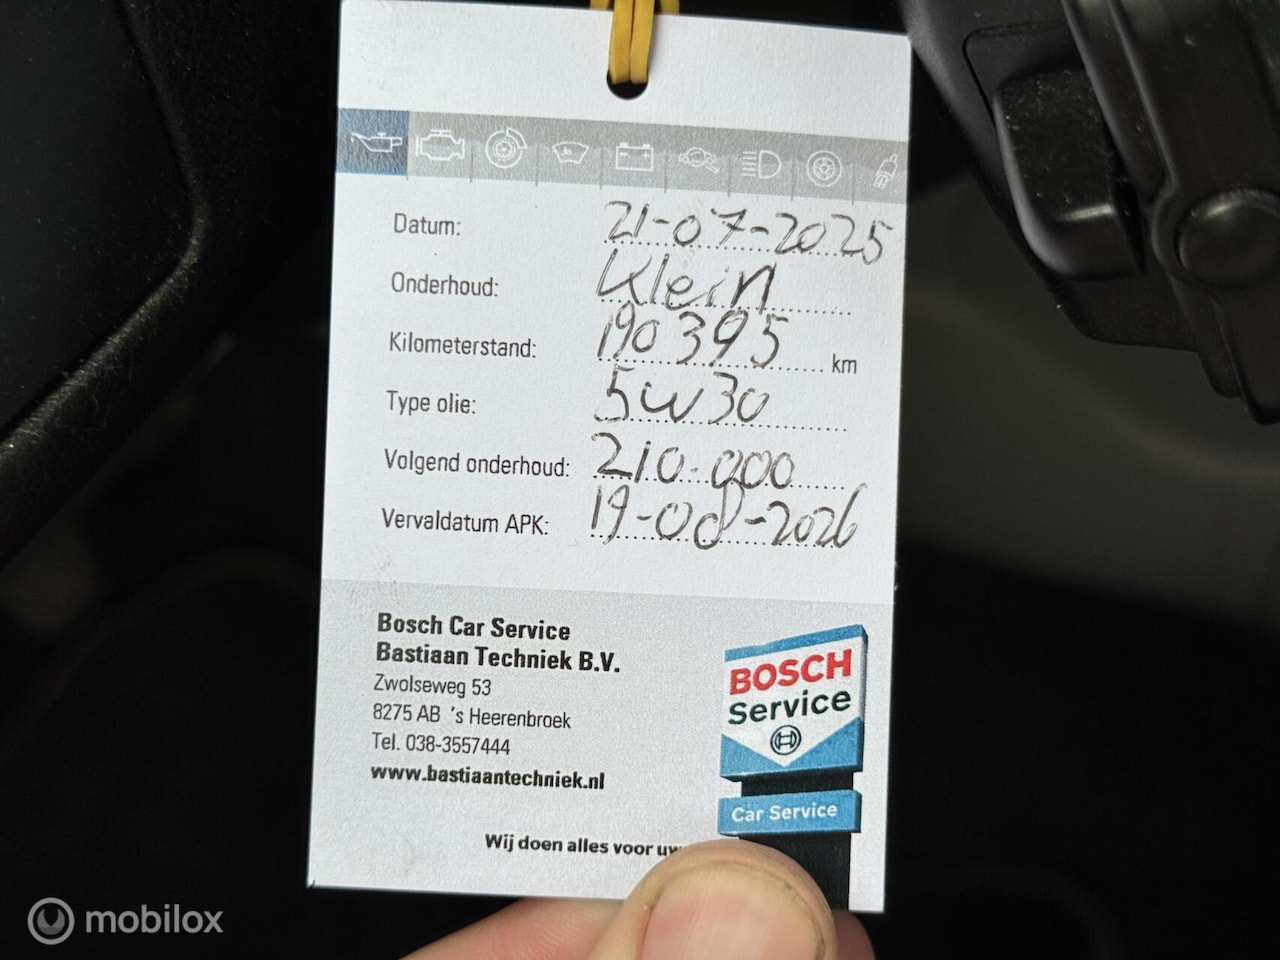 Datum: 21-07-2025
Onderhoud: Klein
Kilometerstand: 190395 km
Type olie: 5W30
Volgend onderhoud: 210.000
Vervaldatum APK: 19-08-2026
Bosch Car Service
Bastiaan Techniek B.V.
Zwolseweg 53
8275 AB 's Heerenbroek
Tel. 038-3557444
www.bastiaantechniek.nl
BOSCH
Service
Car Service
Wij doen alles voor uw
mobilox